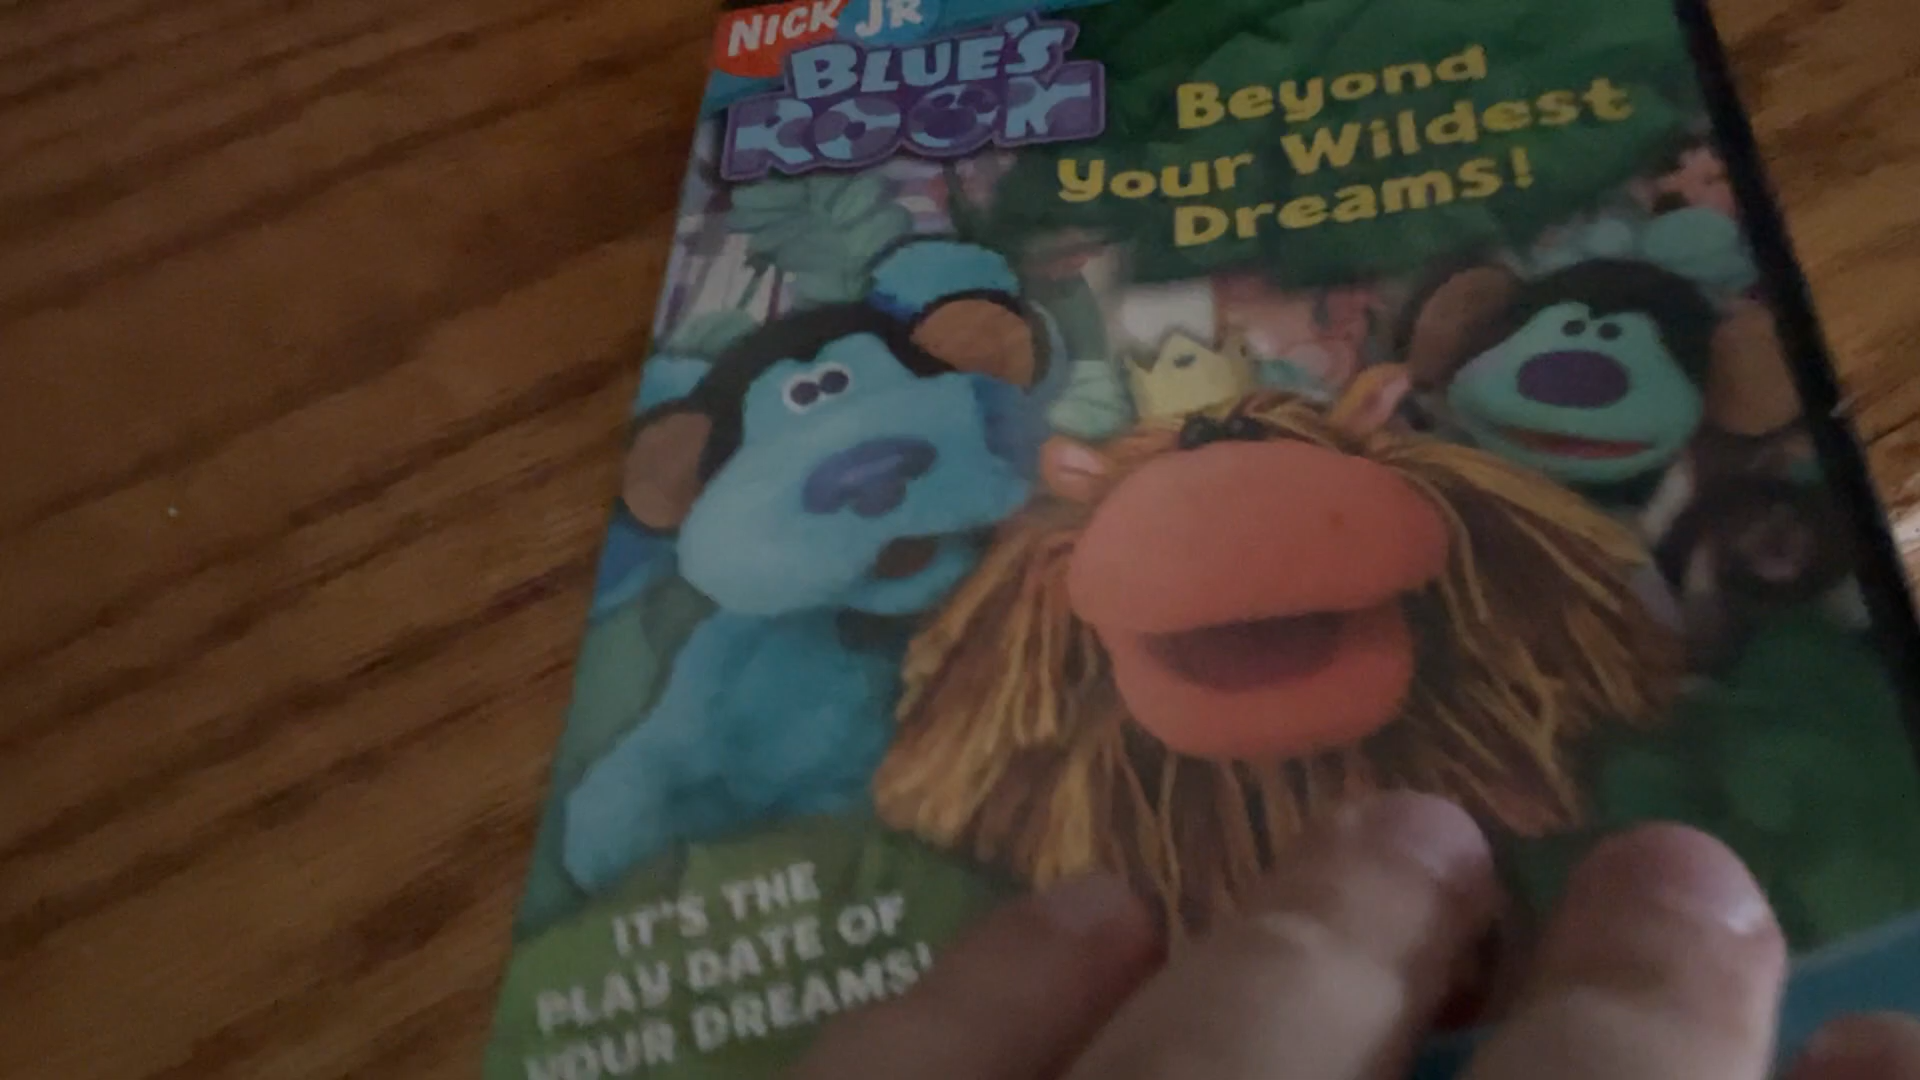 NICK JR
BLUE'S
ROOM
Beyond
Your Wildest
Dreams!
IT'S THE
PLAY DATE OF
YOUR DREAMS!